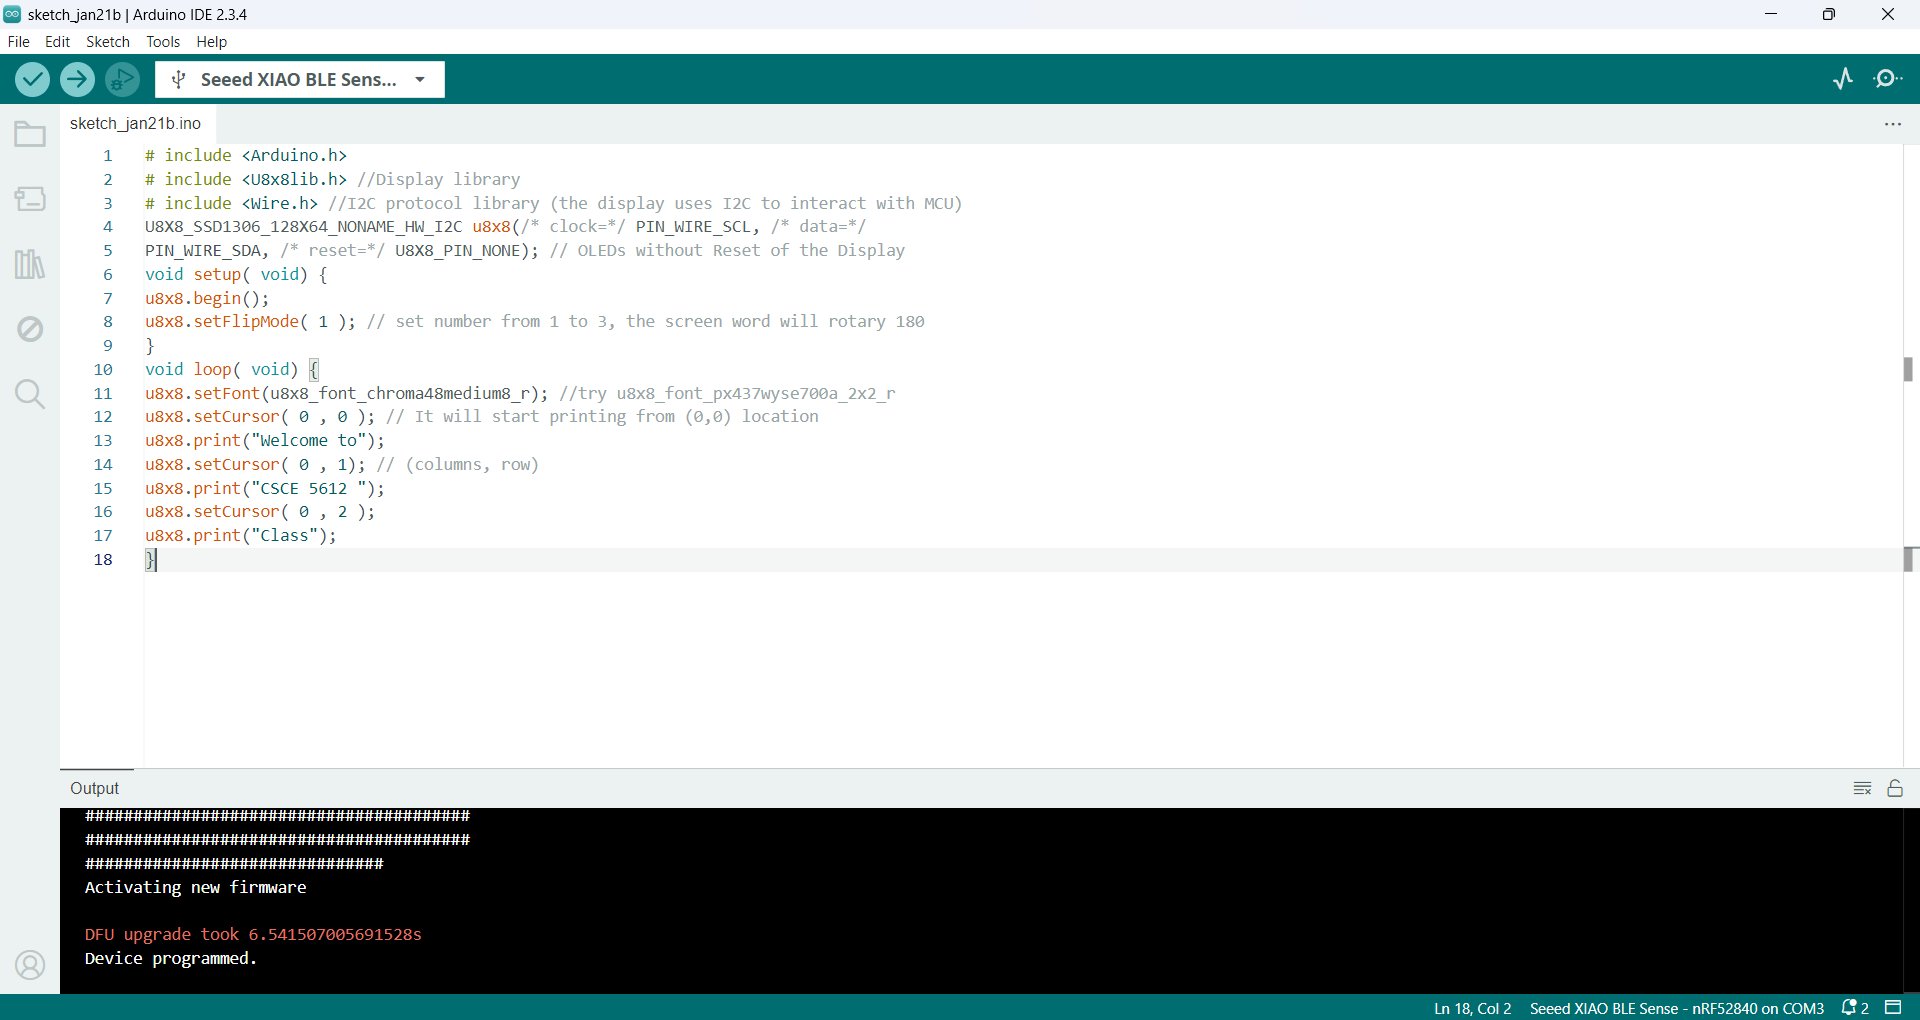 sketch_jan21b | Arduino IDE 2.3.4
File Edit Sketch Tools Help
Seeed XIAO BLE Sens...
sketch_jan21b.ino
1 # include <Arduino.h>
2 # include <U8x8lib.h> //Display library
3 # include <Wire.h> //I2C protocol library (the display uses I2C to interact with MCU)
4 U8X8_SSD1306_128X64_NONAME_HW_I2C u8x8(/* clock=*/ PIN_WIRE_SCL, /* data=*/
5 PIN_WIRE_SDA, /* reset=*/ U8X8_PIN_NONE); // OLEDs without Reset of the Display
6 void setup( void) {
7 u8x8.begin();
8 u8x8.setFlipMode( 1 ); // set number from 1 to 3, the screen word will rotary 180
9 }
10 void loop( void) {
11 u8x8.setFont(u8x8_font_chroma48medium8_r); //try u8x8_font_px437wyse700a_2x2_r
12 u8x8.setCursor( 0 , 0 ); // It will start printing from (0,0) location
13 u8x8.print("Welcome to");
14 u8x8.setCursor( 0 , 1); // (columns, row)
15 u8x8.print("CSCE 5612 ");
16 u8x8.setCursor( 0 , 2 );
17 u8x8.print("Class");
18 }
Output
########################################
########################################
###############################
Activating new firmware
DFU upgrade took 6.541507005691528s
Device programmed.
Ln 18, Col 2 Seeed XIAO BLE Sense - nRF52840 on COM3 2